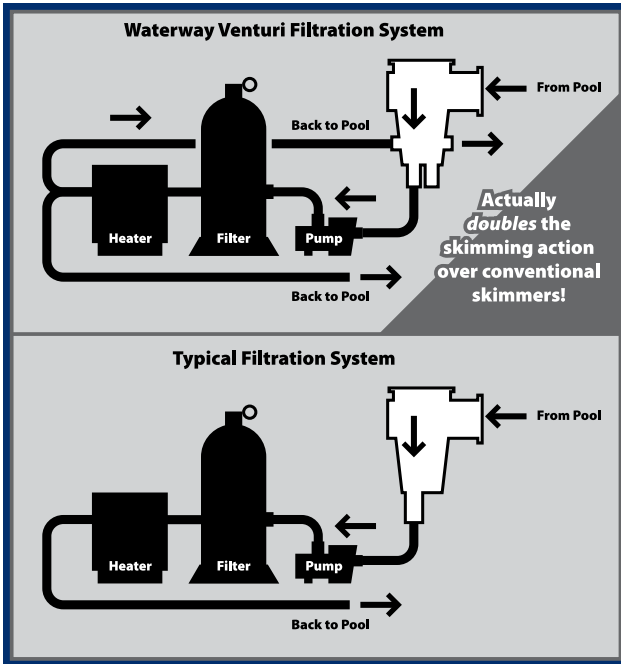 Waterway Venturi Filtration System
From Pool
Back to Pool
Actually
doubles the
skimming action
over conventional
skimmers!
Heater
Filter
Pump
Back to Pool
Typical Filtration System
From Pool
Heater
Filter
Pump
Back to Pool